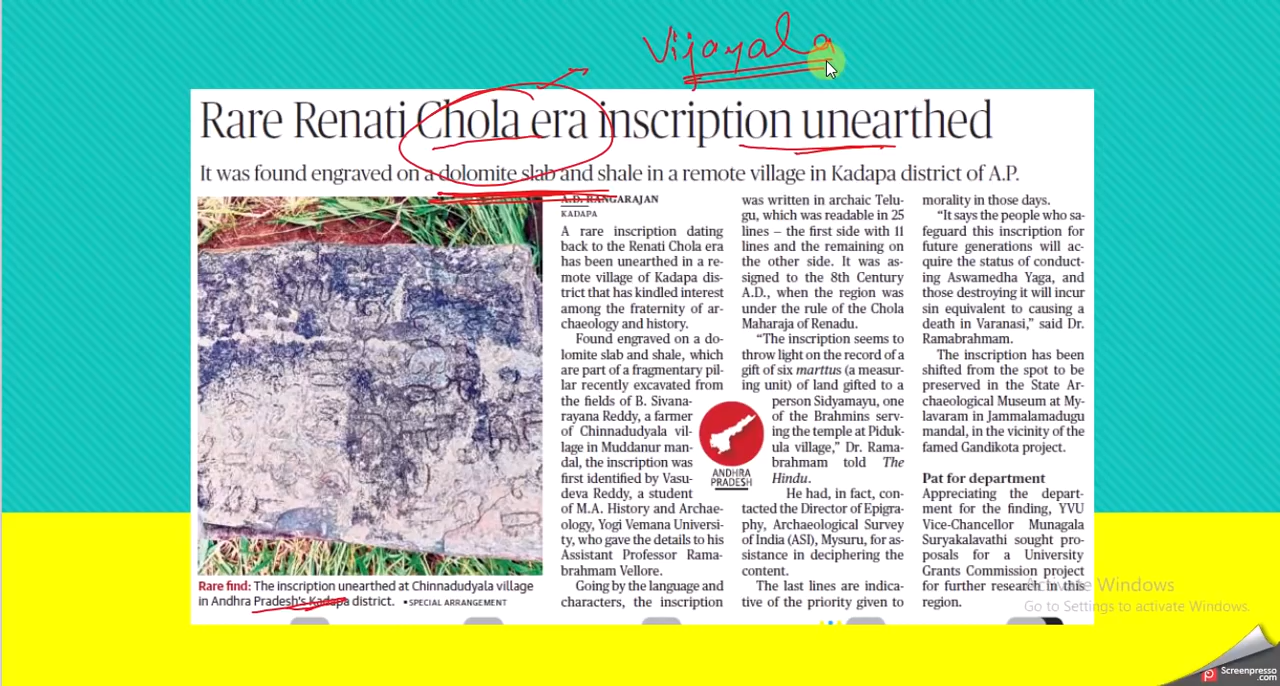 Vijayala
Rare Renati Chola era inscription unearthed
It was found engraved on a dolomite slab and shale in a remote village in Kadapa district of A.P.
A.D. RANGARAJAN
KADAPA
A rare inscription dating
back to the Renati Chola era
has been unearthed in a re-
mote village of Kadapa dis-
trict that has kindled interest
among the fraternity of ar-
chaeology and history.
Found engraved on a do-
lomite slab and shale, which
are part of a fragmentary pil-
lar recently excavated from
the fields of B. Sivana-
rayana Reddy, a farmer
of Chinnadudyala vil-
lage in Muddanur man-
dal, the inscription was
first identified by Vasu-
deva Reddy, a student
of M.A. History and Archae-
ology, Yogi Vemana Universi-
ty, who gave the details to his
Assistant Professor Rama-
brahmam Vellore.
Going by the language and
characters, the inscription
was written in archaic Telu-
gu, which was readable in 25
lines – the first side with 11
lines and the remaining on
the other side. It was as-
signed to the 8th Century
A.D., when the region was
under the rule of the Chola
Maharaja of Renadu.
“The inscription seems to
throw light on the record of a
gift of six marttus (a measur-
ing unit) of land gifted to a
person Sidyamayu, one
of the Brahmins serv-
ing the temple at Piduk-
ula village,” Dr. Rama-
brahmam told The
Hindu.
ANDHRA
PRADESH
He had, in fact, con-
tacted the Director of Epigra-
phy, Archaeological Survey
of India (ASI), Mysuru, for as-
sistance in deciphering the
content.
The last lines are indica-
tive of the priority given to
morality in those days.
“It says the people who sa-
feguard this inscription for
future generations will ac-
quire the status of conduct-
ing Aswamedha Yaga, and
those destroying it will incur
sin equivalent to causing a
death in Varanasi,” said Dr.
Ramabrahmam.
The inscription has been
shifted from the spot to be
preserved in the State Ar-
chaeological Museum at My-
lavaram in Jammalamadugu
mandal, in the vicinity of the
famed Gandikota project.
Pat for department
Appreciating the depart-
ment for the finding, YVU
Vice-Chancellor Munagala
Suryakalavathi sought pro-
posals for a University
Grants Commission project
for further research in this
region.
Rare find: The inscription unearthed at Chinnadudyala village
in Andhra Pradesh's Kadapa district. • SPECIAL ARRANGEMENT
Activate Windows
Go to Settings to activate Windows.
Screenpresso
.com